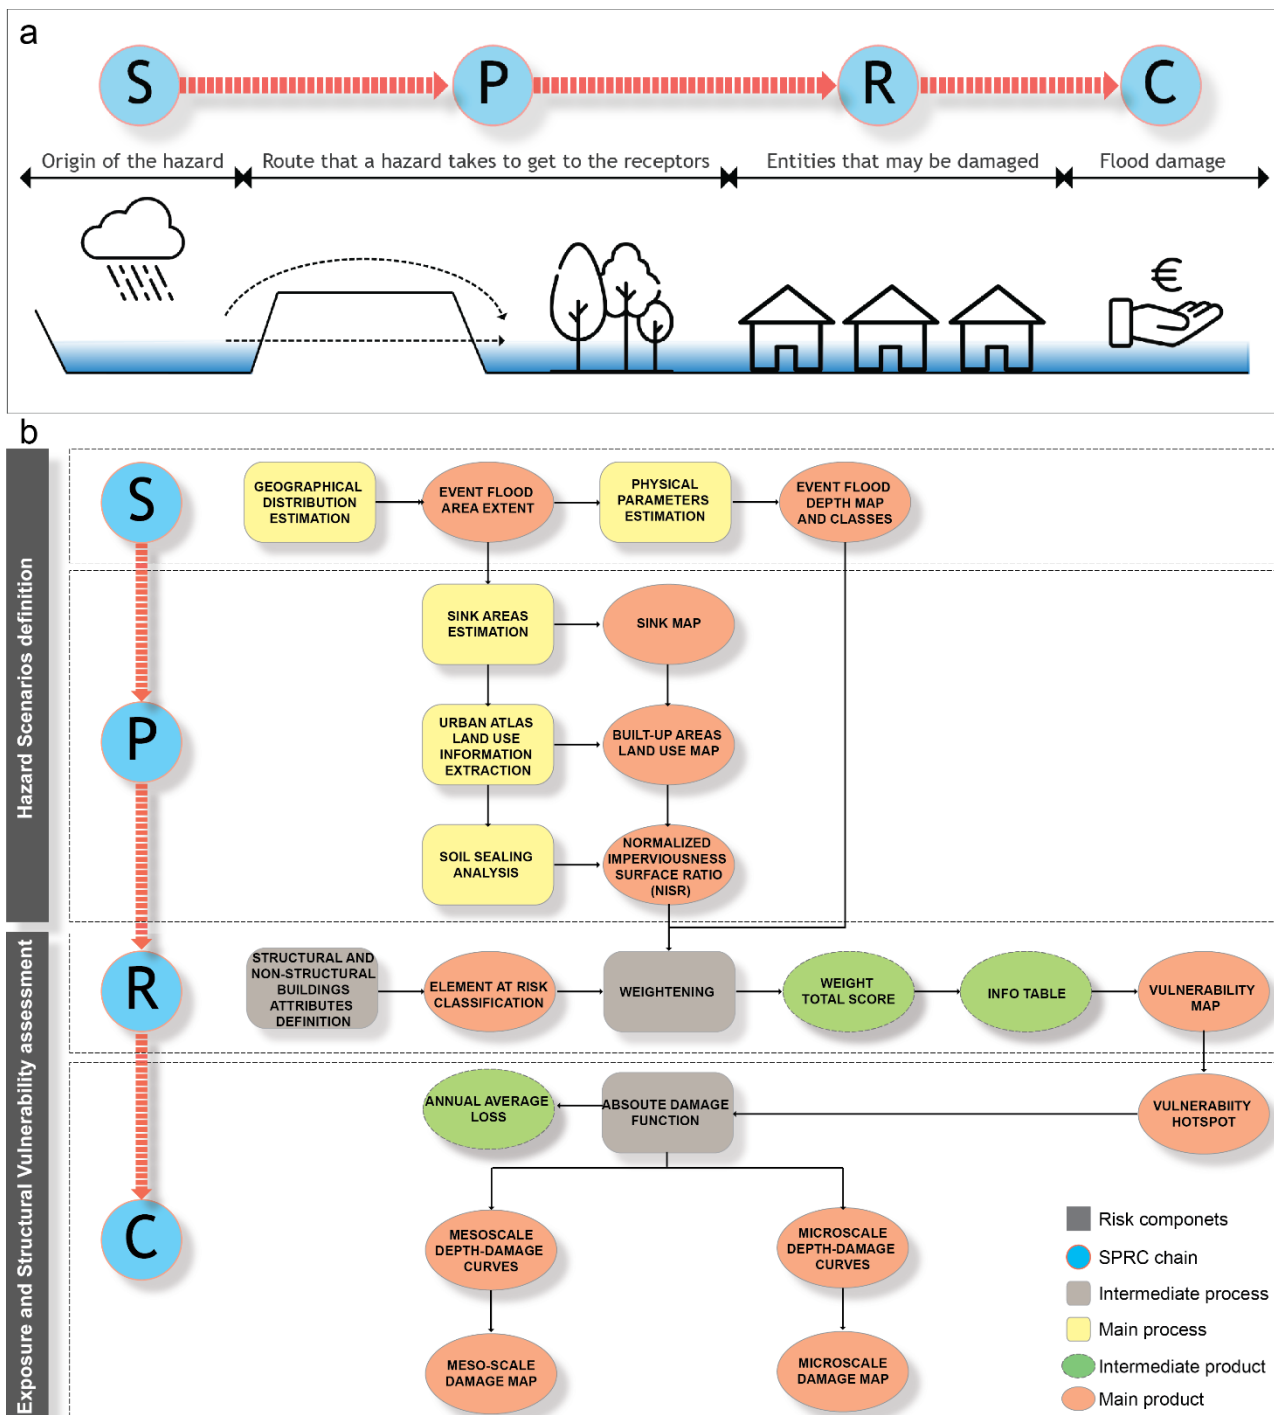 a
S
P
R
C
Origin of the hazard
Route that a hazard takes to get to the receptors
Entities that may be damaged
Flood damage
€
b
Hazard Scenarios definition
S
GEOGRAPHICAL
DISTRIBUTION
ESTIMATION
EVENT FLOOD
AREA EXTENT
PHYSICAL
PARAMETERS
ESTIMATION
EVENT FLOOD
DEPTH MAP
AND CLASSES
P
SINK AREAS
ESTIMATION
SINK MAP
URBAN ATLAS
LAND USE
INFORMATION
EXTRACTION
BUILT-UP AREAS
LAND USE MAP
SOIL SEALING
ANALYSIS
NORMALIZED
IMPERVIOUSNESS
SURFACE RATIO
(NISR)
Exposure and Structural Vulnerability assessment
R
STRUCTURAL AND
NON-STRUCTURAL
BUILDINGS
ATTRIBUTES
DEFINITION
ELEMENT AT RISK
CLASSIFICATION
WEIGHTENING
WEIGHT
TOTAL SCORE
INFO TABLE
VULNERABILITY
MAP
C
ANNUAL AVERAGE
LOSS
ABSOUTE DAMAGE
FUNCTION
VULNERABIITY
HOTSPOT
MESOSCALE
DEPTH-DAMAGE
CURVES
MICROSCALE
DEPTH-DAMAGE
CURVES
MESO-SCALE
DAMAGE MAP
MICROSCALE
DAMAGE MAP
Risk componets
SPRC chain
Intermediate process
Main process
Intermediate product
Main product